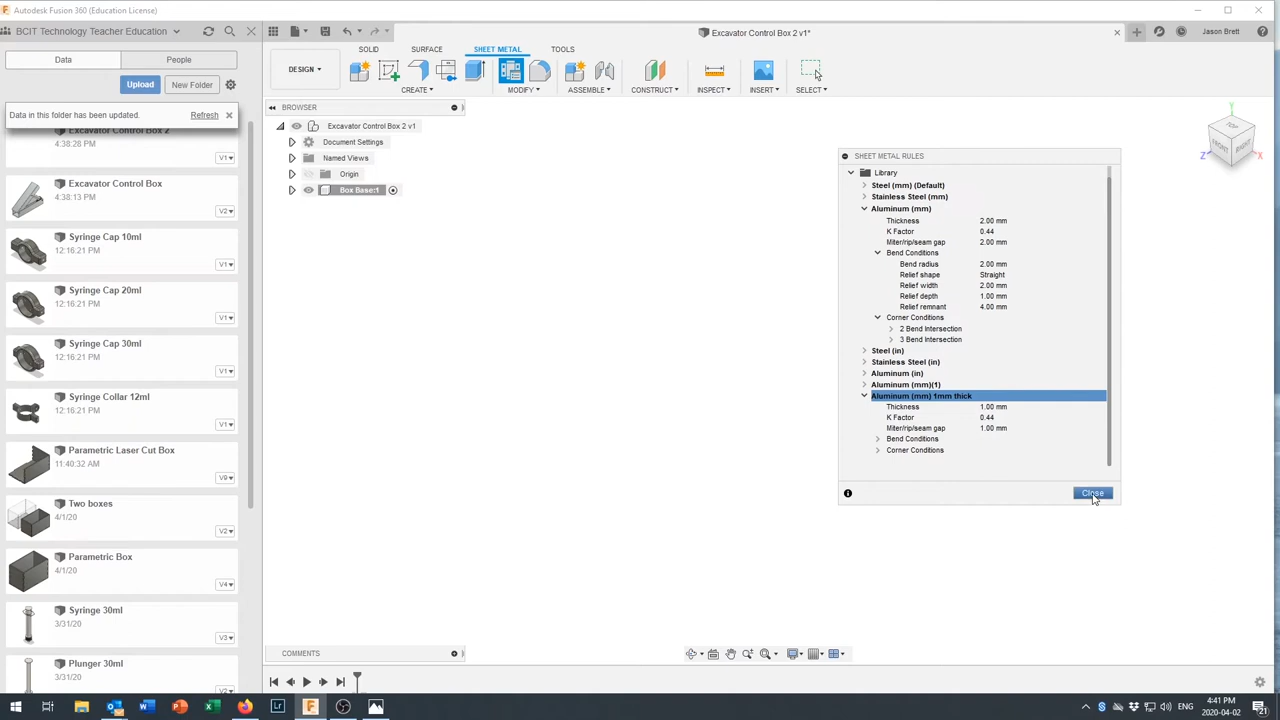 Autodesk Fusion 360 (Education License)
BCIT Technology Teacher Education
Excavator Control Box 2 v1*
Jason Brett
Data
People
SOLID
SURFACE
SHEET METAL
TOOLS
DESIGN
CREATE
MODIFY
ASSEMBLE
CONSTRUCT
INSPECT
INSERT
SELECT
Upload
New Folder
Data in this folder has been updated.
Refresh
Excavator Control Box 2
4:38:28 PM
V1
Excavator Control Box
4:38:13 PM
V2
Syringe Cap 10ml
12:16:21 PM
V1
Syringe Cap 20ml
12:16:21 PM
V1
Syringe Cap 30ml
12:16:21 PM
V1
Syringe Collar 12ml
12:16:21 PM
V1
Parametric Laser Cut Box
11:40:32 AM
V9
Two boxes
4/1/20
V2
Parametric Box
4/1/20
V4
Syringe 30ml
3/31/20
V3
Plunger 30ml
3/31/20
V2
BROWSER
Excavator Control Box 2 v1
Document Settings
Named Views
Origin
Box Base:1
Y
FRONT
RIGHT
Z
X
SHEET METAL RULES
Library
Steel (mm) (Default)
Stainless Steel (mm)
Aluminum (mm)
Thickness 2.00 mm
K Factor 0.44
Miter/rip/seam gap 2.00 mm
Bend Conditions
Bend radius 2.00 mm
Relief shape Straight
Relief width 2.00 mm
Relief depth 1.00 mm
Relief remnant 4.00 mm
Corner Conditions
2 Bend Intersection
3 Bend Intersection
Steel (in)
Stainless Steel (in)
Aluminum (in)
Aluminum (mm)(1)
Aluminum (mm) 1mm thick
Thickness 1.00 mm
K Factor 0.44
Miter/rip/seam gap 1.00 mm
Bend Conditions
Corner Conditions
Close
COMMENTS
ENG
4:41 PM
2020-04-02
21